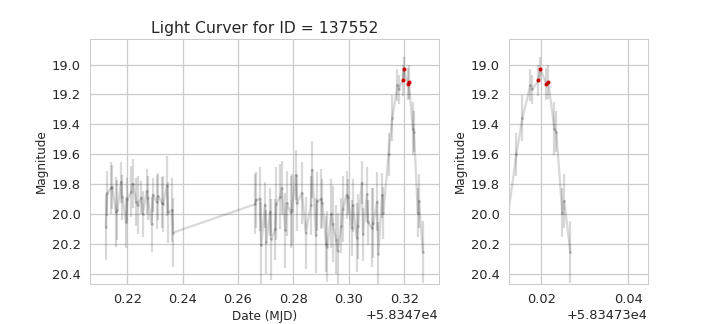 Light Curver for ID = 137552
Magnitude
19.0
19.2
19.4
19.6
19.8
20.0
20.2
20.4
0.22 0.24 0.26 0.28 0.30 0.32
Date (MJD)
+5.8347e4
Magnitude
19.0
19.2
19.4
19.6
19.8
20.0
20.2
20.4
0.02 0.04
+5.83473e4